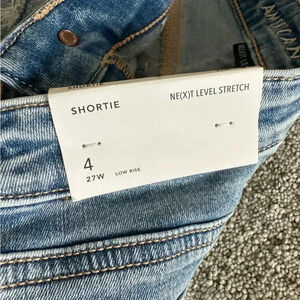 SHORTIE
NE(X)T LEVEL STRETCH
4
27W LOW RISE